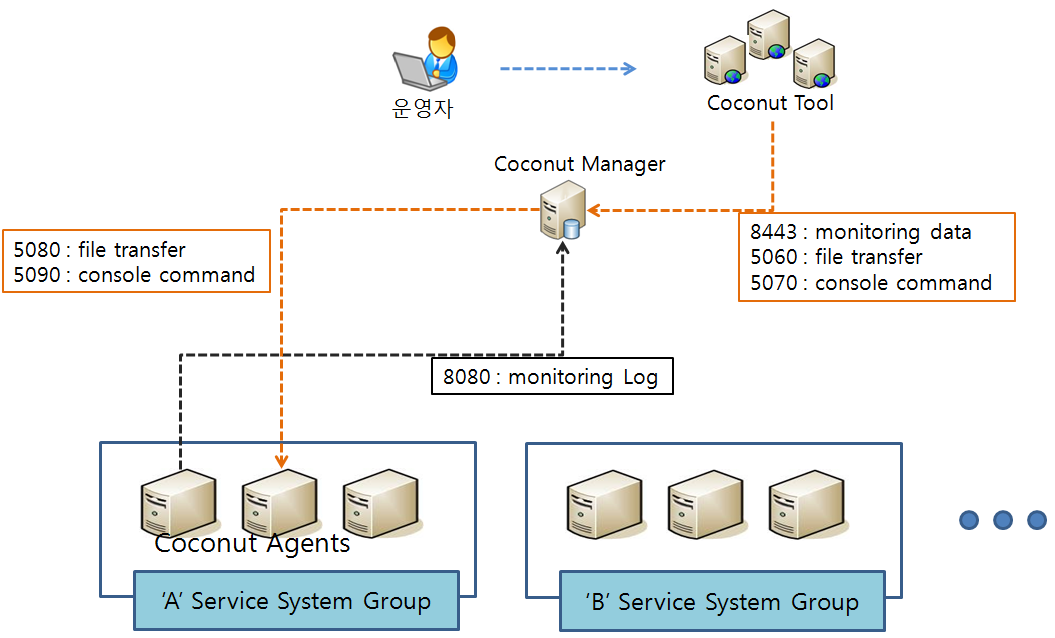 운영자
Coconut Tool
Coconut Manager
5080 : file transfer
5090 : console command
8443 : monitoring data
5060 : file transfer
5070 : console command
8080 : monitoring Log
Coconut Agents
‘A’ Service System Group
‘B’ Service System Group